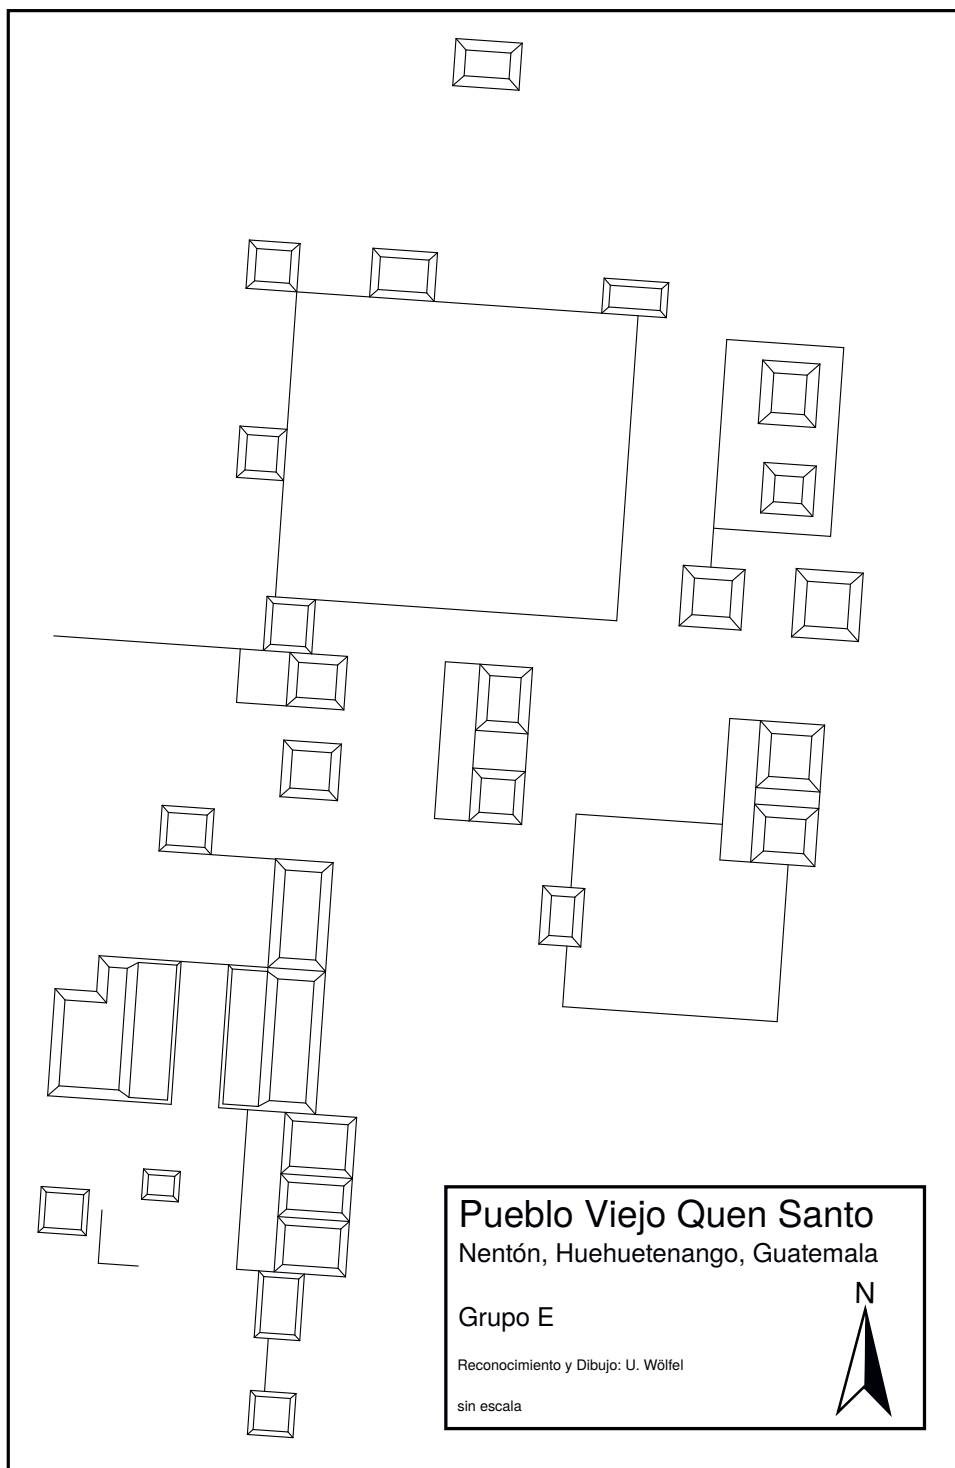 Pueblo Viejo Quen Santo
Nentón, Huehuetenango, Guatemala
N
Grupo E
Reconocimiento y Dibujo: U. Wölfel
sin escala